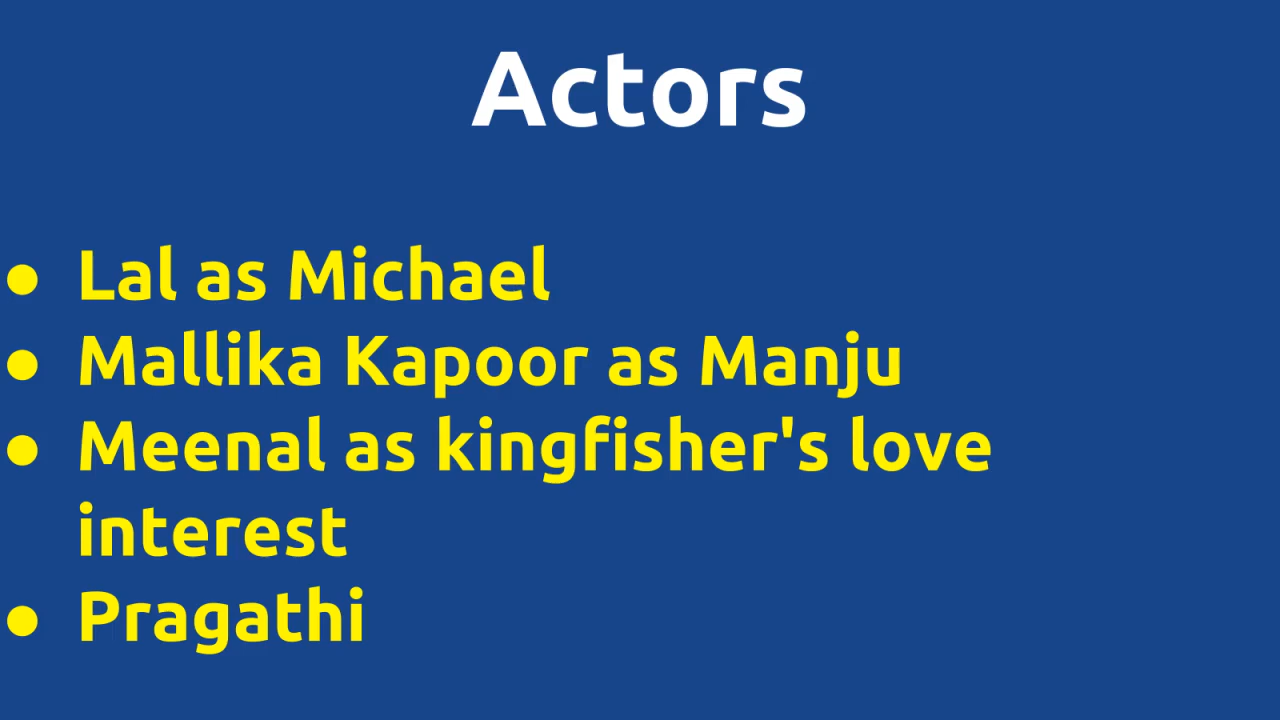 Actors
● Lal as Michael
● Mallika Kapoor as Manju
● Meenal as kingfisher's love
interest
● Pragathi